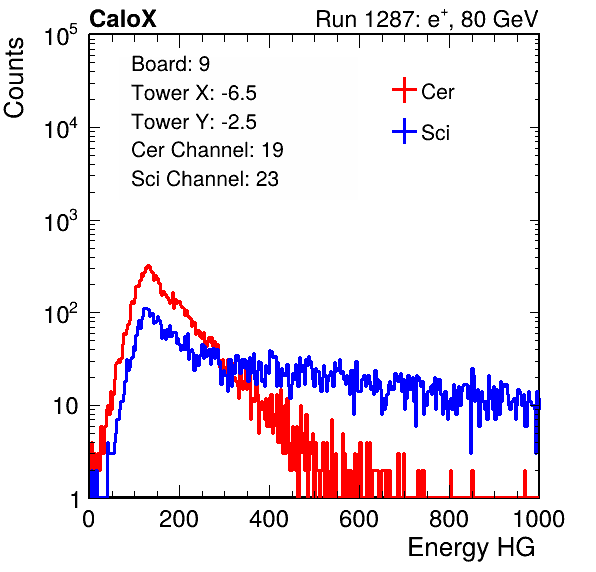 CaloX Run 1287: e⁺, 80 GeV
Counts
Board: 9
Tower X: -6.5
Tower Y: -2.5
Cer Channel: 19
Sci Channel: 23
Cer
Sci
10⁵
10⁴
10³
10²
10
1
0 200 400 600 800 1000
Energy HG